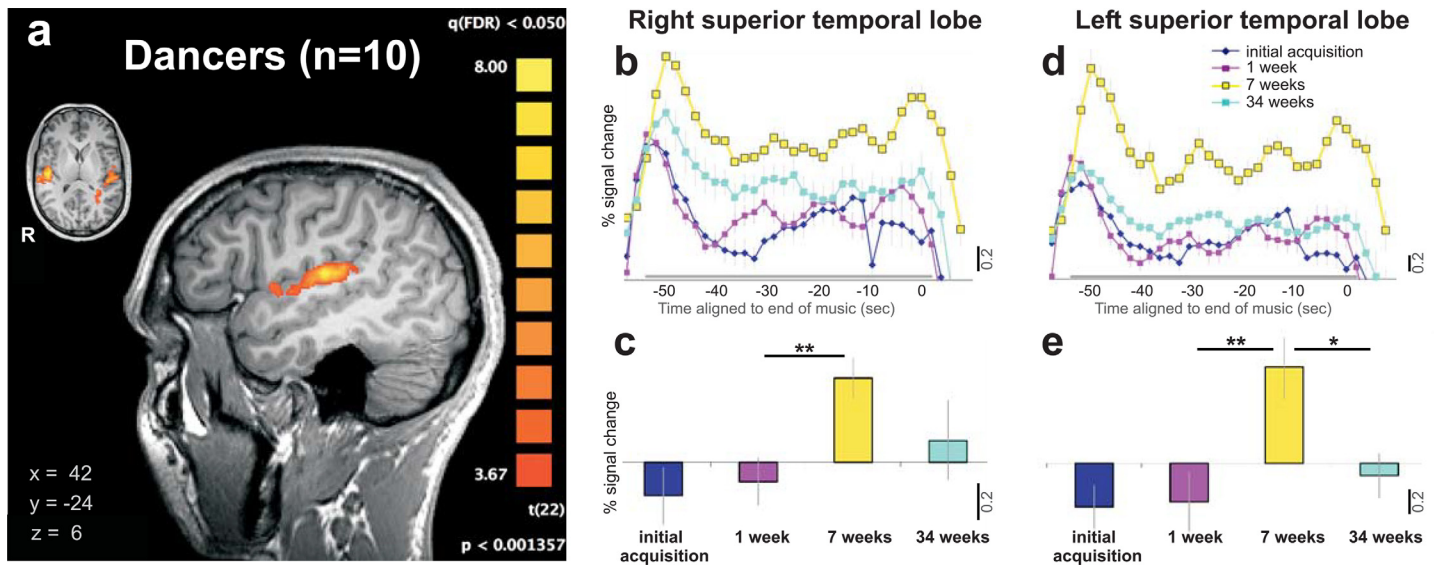 a
Dancers (n=10)
q(FDR) < 0.050
8.00
R
3.67
t(22)
p < 0.001357
x = 42
y = -24
z = 6
Right superior temporal lobe
b
% signal change
0.2
-50 -40 -30 -20 -10 0
Time aligned to end of music (sec)
c
**
% signal change
0.2
initial acquisition
1 week
7 weeks
34 weeks
Left superior temporal lobe
d
initial acquisition
1 week
7 weeks
34 weeks
0.2
-50 -40 -30 -20 -10 0
Time aligned to end of music (sec)
e
** *
0.2
initial acquisition
1 week
7 weeks
34 weeks